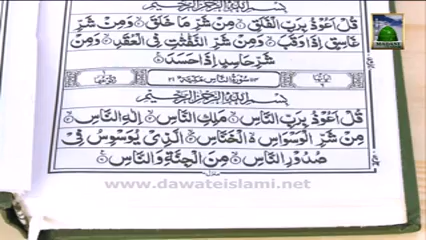 بِسْمِ اللّٰهِ الرَّحْمٰنِ الرَّحِيْمِ
قُلْ اَعُوْذُ بِرَبِّ الْفَلَقِ ۙ مِنْ شَرِّ مَا خَلَقَ ۙ وَمِنْ شَرِّ
غَاسِقٍ اِذَا وَقَبَ ۙ وَمِنْ شَرِّ النَّفّٰثٰتِ فِى الْعُقَدِ ۙ وَمِنْ
شَرِّ حَاسِدٍ اِذَا حَسَدَ
سُوْرَةُ النَّاسِ
بِسْمِ اللّٰهِ الرَّحْمٰنِ الرَّحِيْمِ
قُلْ اَعُوْذُ بِرَبِّ النَّاسِ ۙ مَلِكِ النَّاسِ ۙ اِلٰهِ النَّاسِ ۙ
مِنْ شَرِّ الْوَسْوَاسِ ۙ الْخَنَّاسِ ۙ الَّذِىْ يُوَسْوِسُ فِىْ
صُدُوْرِ النَّاسِ ۙ مِنَ الْجِنَّةِ وَالنَّاسِ
www.dawateislami.net